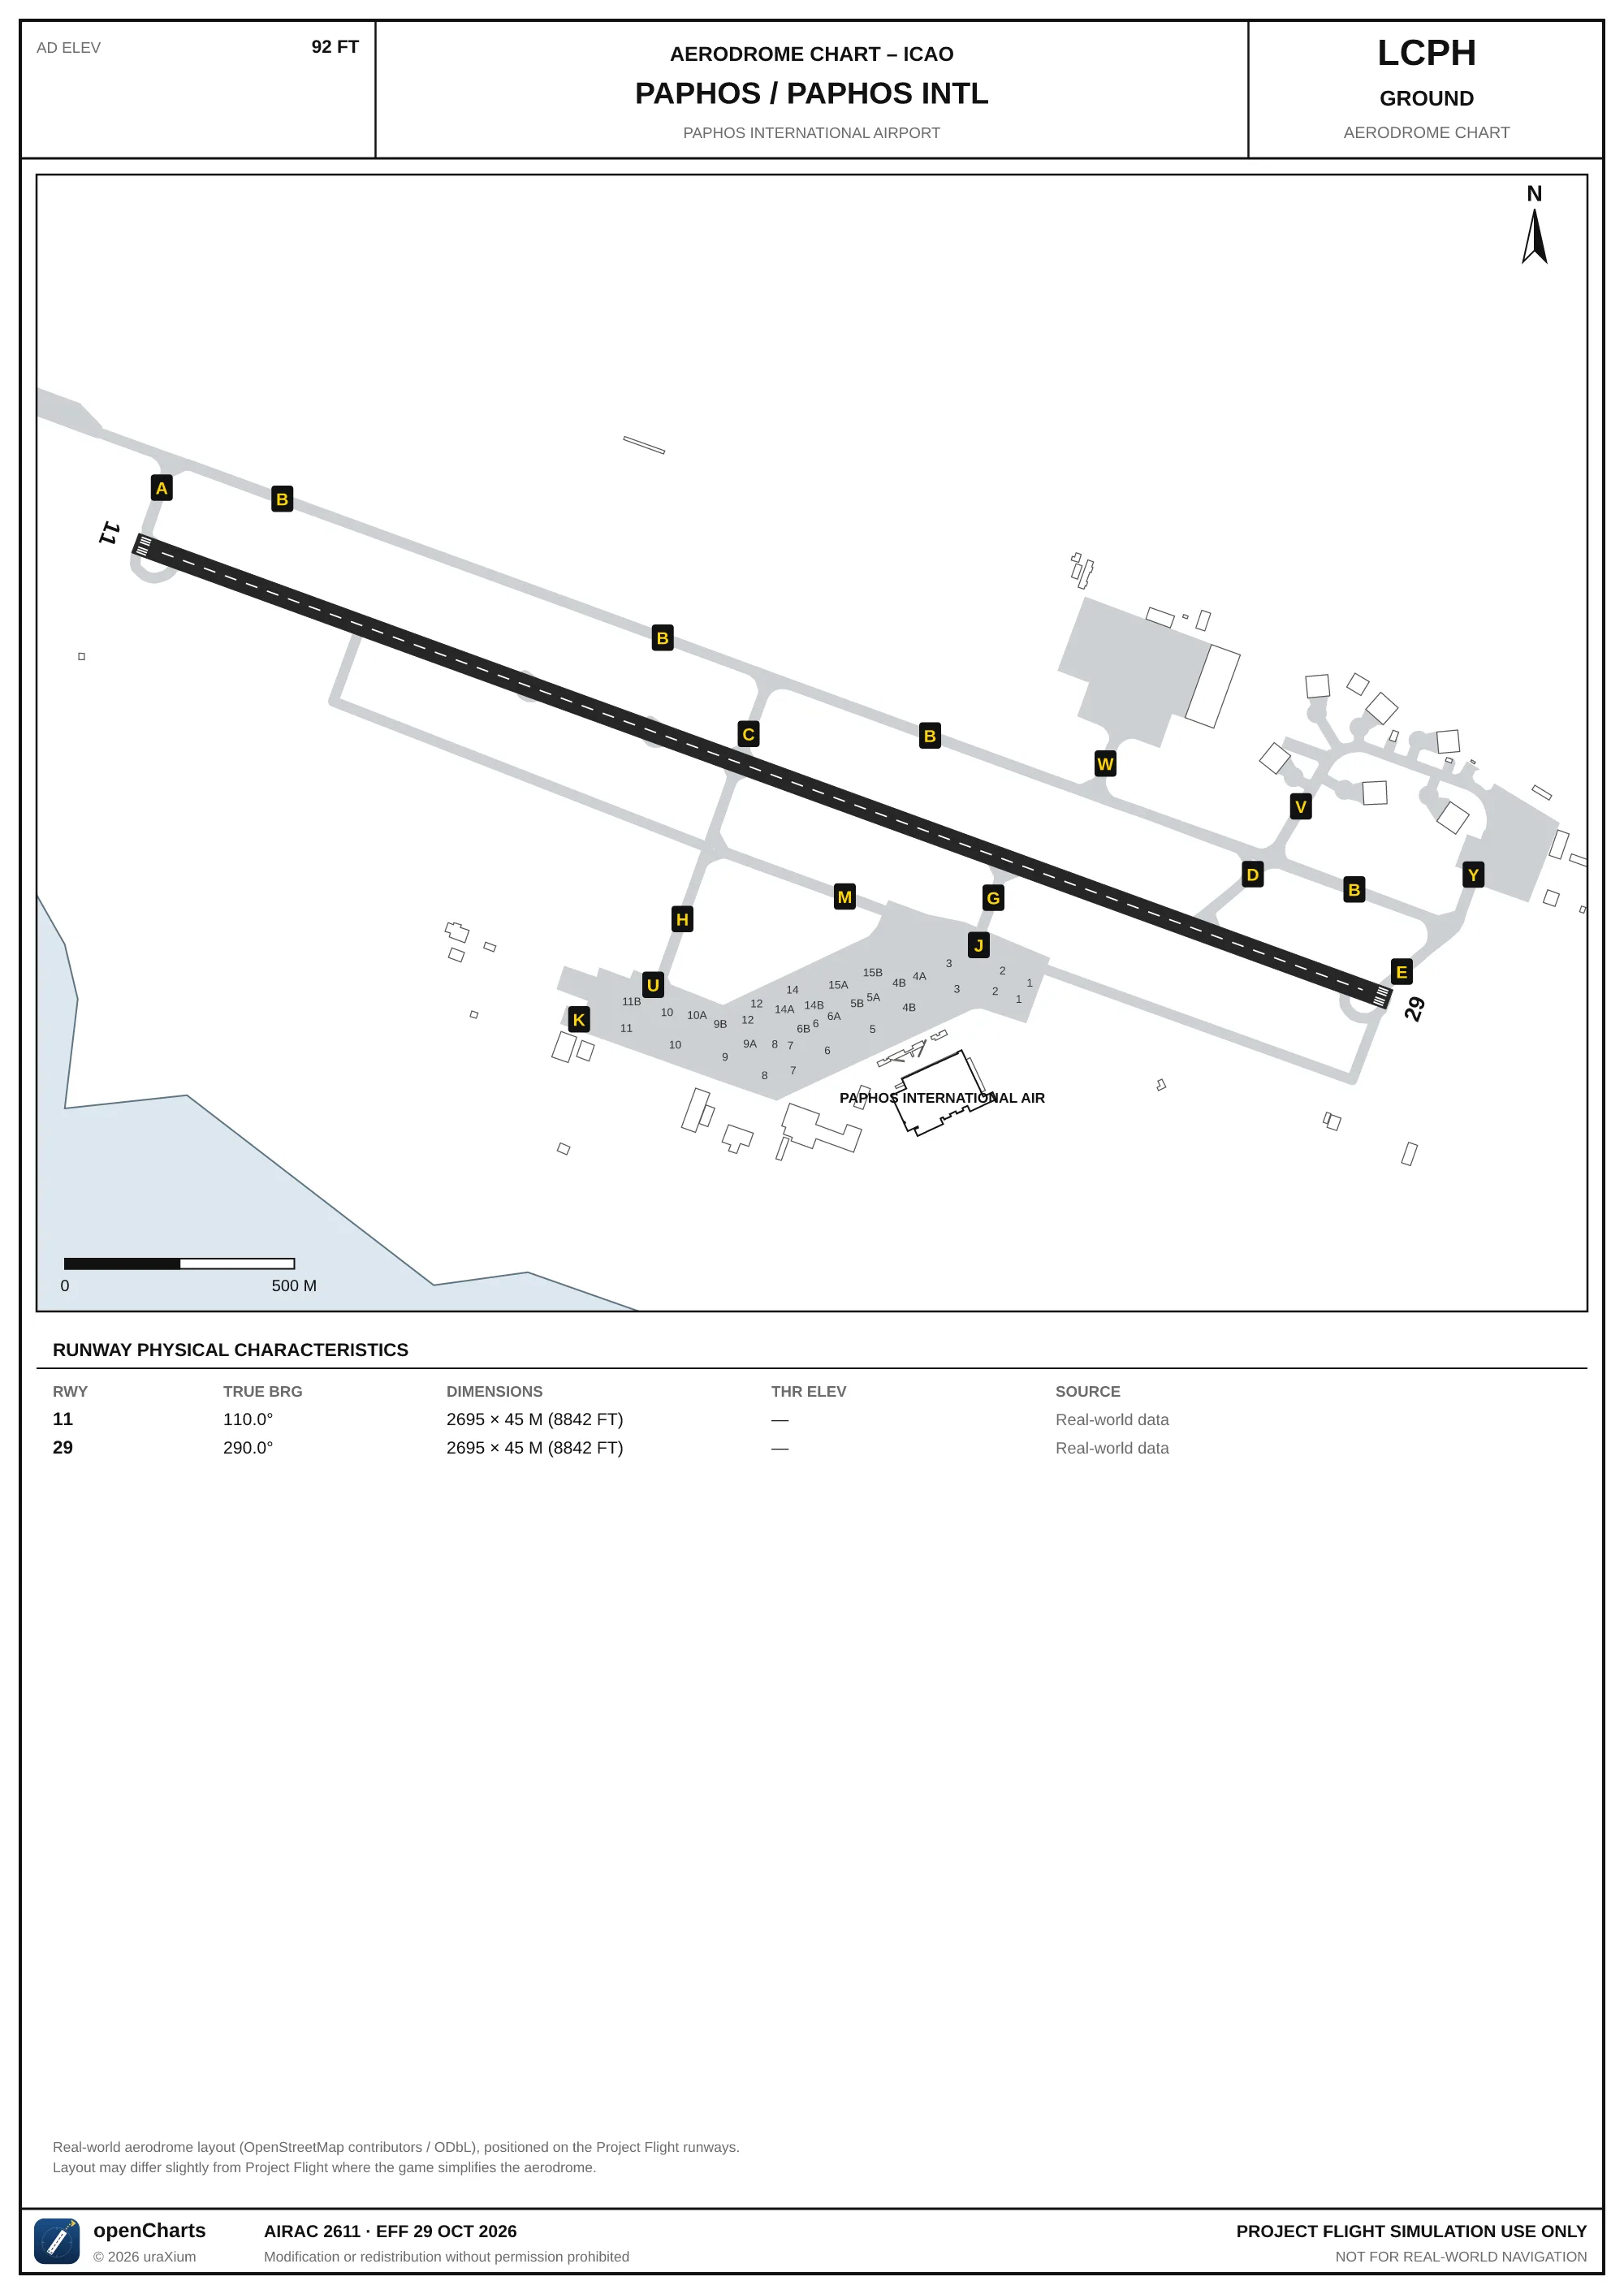 AD ELEV 92 FT
AERODROME CHART – ICAO
PAPHOS / PAPHOS INTL
PAPHOS INTERNATIONAL AIRPORT
LCPH
GROUND
AERODROME CHART
N
A
B
11
B
C
B
W
V
D
B
Y
M
G
H
J
E
29
U
K
3
2
1
15B
4A
4B
15A
3
2
1
14
5A
5B
4B
11B
12
14A
14B
6A
10
10A
9B
12
6B
6
5
11
10
9A
8
7
6
9
8
7
PAPHOS INTERNATIONAL AIR
0 500 M
RUNWAY PHYSICAL CHARACTERISTICS
RWY TRUE BRG DIMENSIONS THR ELEV SOURCE
11 110.0° 2695 × 45 M (8842 FT) — Real-world data
29 290.0° 2695 × 45 M (8842 FT) — Real-world data
Real-world aerodrome layout (OpenStreetMap contributors / ODbL), positioned on the Project Flight runways.
Layout may differ slightly from Project Flight where the game simplifies the aerodrome.
openCharts
© 2026 uraXium
AIRAC 2611 · EFF 29 OCT 2026
Modification or redistribution without permission prohibited
PROJECT FLIGHT SIMULATION USE ONLY
NOT FOR REAL-WORLD NAVIGATION